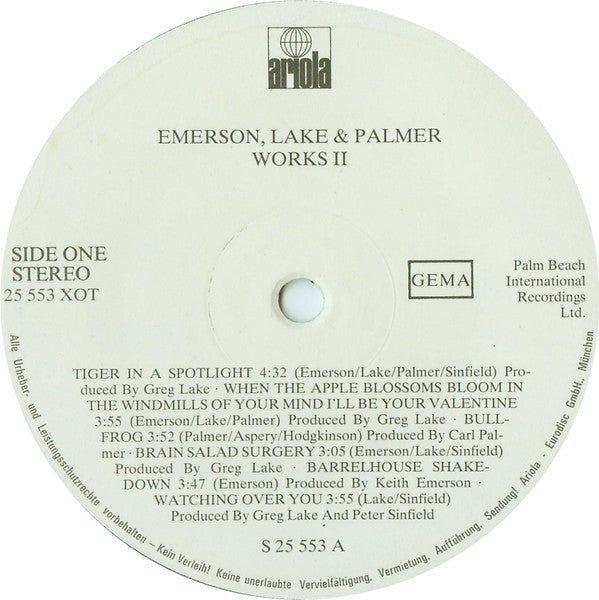 ariola
EMERSON, LAKE & PALMER
WORKS II
SIDE ONE
STEREO
25 553 XOT
GEMA
Palm Beach
International
Recordings
Ltd.
TIGER IN A SPOTLIGHT 4:32 (Emerson/Lake/Palmer/Sinfield) Pro-
duced By Greg Lake · WHEN THE APPLE BLOSSOMS BLOOM IN
THE WINDMILLS OF YOUR MIND I'LL BE YOUR VALENTINE
3:55 (Emerson/Lake/Palmer) Produced By Greg Lake · BULL-
FROG 3:52 (Palmer/Aspery/Hodgkinson) Produced By Carl Pal-
mer · BRAIN SALAD SURGERY 3:05 (Emerson/Lake/Sinfield)
Produced By Greg Lake · BARRELHOUSE SHAKE-
DOWN 3:47 (Emerson) Produced By Keith Emerson ·
WATCHING OVER YOU 3:55 (Lake/Sinfield)
Produced By Greg Lake And Peter Sinfield
S 25 553 A
Alle Urheber- und Leistungsschutzrechte vorbehalten – Kein Verleih! Keine unerlaubte Vervielfältigung, Vermietung, Aufführung, Sendung! Ariola - Eurodisc GmbH., München